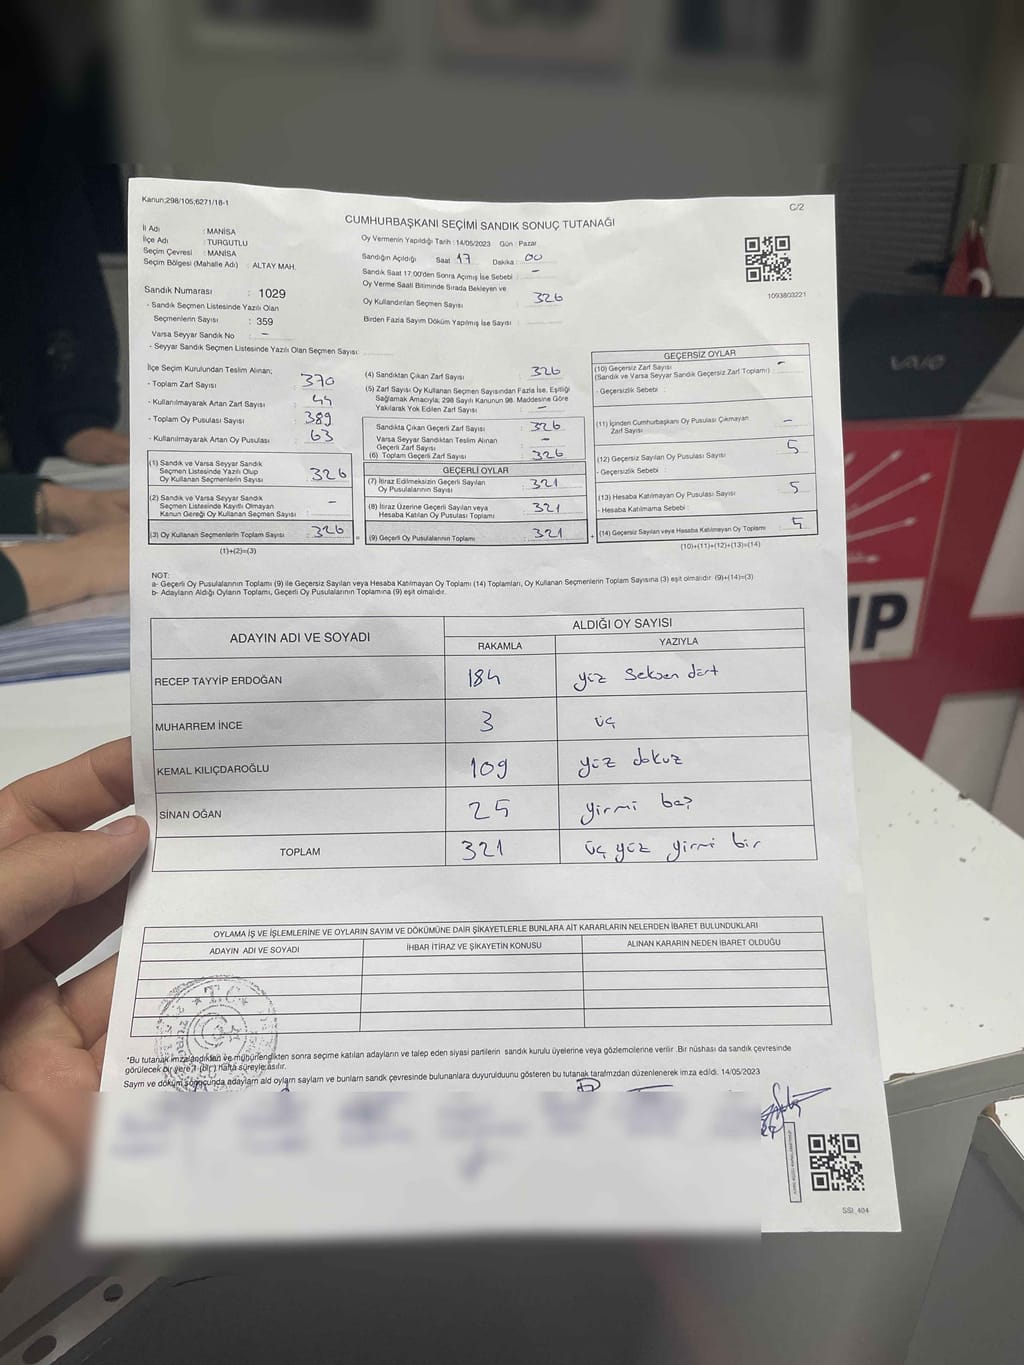 Kanun;298/105;6271/16-1
C/2
CUMHURBAŞKANI SEÇİMİ SANDIK SONUÇ TUTANAĞI
İl Adı : MANİSA
İlçe Adı : TURGUTLU
Seçim Çevresi : MANİSA
Seçim Bölgesi (Mahalle Adı) : ALTAY MAH.
Sandık Numarası : 1029
- Sandık Seçmen Listesinde Yazılı Olan
Seçmenlerin Sayısı : 359
Varsa Seyyar Sandık No : -
- Seyyar Sandık Seçmen Listesinde Yazılı Olan Seçmen Sayısı:
Oy Vermenin Yapıldığı Tarih : 14/05/2023 Gün : Pazar
Sandığın Açıldığı Saat 17 Dakika : 00
Sandık Saat 17:00'den Sonra Açımış İse Sebebi : -
Oy Verme Saati Bitiminde Sırada Bekleyen ve
Oy Kullandırılan Seçmen Sayısı : 326
Birden Fazla Sayım Döküm Yapılmış İse Sayısı :
1093803221
İlçe Seçim Kurulundan Teslim Alınan;
- Toplam Zarf Sayısı : 370
- Kullanılmayarak Artan Zarf Sayısı : 44
- Toplam Oy Pusulası Sayısı : 389
- Kullanılmayarak Artan Oy Pusulası : 63
(1) Sandık ve Varsa Seyyar Sandık
Seçmen Listesinde Yazılı Olup
Oy Kullanan Seçmenlerin Sayısı : 326
(2) Sandık ve Varsa Seyyar Sandık
Seçmen Listesinde Kayıtlı Olmayan
Kanun Gereği Oy Kullanan Seçmen Sayısı : -
(3) Oy Kullanan Seçmenlerin Toplam Sayısı : 326
(1)+(2)=(3)
=
(4) Sandıktan Çıkan Zarf Sayısı : 326
(5) Zarf Sayısı Oy Kullanan Seçmen Sayısından Fazla İse, Eşitliği
Sağlamak Amacıyla; 298 Sayılı Kanunun 98. Maddesine Göre
Yakılarak Yok Edilen Zarf Sayısı : -
Sandıkta Çıkan Geçerli Zarf Sayısı : 326
Varsa Seyyar Sandıktan Teslim Alınan
Geçerli Zarf Sayısı : -
(6) Toplam Geçerli Zarf Sayısı : 326
GEÇERLİ OYLAR
(7) İtiraz Edilmeksizin Geçerli Sayılan
Oy Pusulalarının Sayısı : 321
(8) İtiraz Üzerine Geçerli Sayılan veya
Hesaba Katılan Oy Pusulası Toplamı : 321
(9) Geçerli Oy Pusulalarının Toplamı : 321
+
GEÇERSİZ OYLAR
(10) Geçersiz Zarf Sayısı -
(Sandık ve Varsa Seyyar Sandık Geçersiz Zarf Toplamı) :
- Geçersizlik Sebebi :
(11) İçinden Cumhurbaşkanı Oy Pusulası Çıkmayan
Zarf Sayısı : -
(12) Geçersiz Sayılan Oy Pusulası Sayısı : 5
- Geçersizlik Sebebi :
(13) Hesaba Katılmayan Oy Pusulası Sayısı : 5
- Hesaba Katılmama Sebebi :
(14) Geçersiz Sayılan veya Hesaba Katılmayan Oy Toplamı : 5
(10)+(11)+(12)+(13)=(14)
NOT:
a- Geçerli Oy Pusulalarının Toplamı (9) ile Geçersiz Sayılan veya Hesaba Katılmayan Oy Toplamı (14) Toplamları, Oy Kullanan Seçmenlerin Toplam Sayısına (3) eşit olmalıdır. (9)+(14)=(3)
b- Adayların Aldığı Oyların Toplamı, Geçerli Oy Pusulalarının Toplamına (9) eşit olmalıdır.
ADAYIN ADI VE SOYADI
ALDIĞI OY SAYISI
RAKAMLA YAZIYLA
RECEP TAYYİP ERDOĞAN 184 yüz seksen dört
MUHARREM İNCE 3 üç
KEMAL KILIÇDAROĞLU 109 yüz dokuz
SİNAN OĞAN 25 yirmi beş
TOPLAM 321 üç yüz yirmi bir
OYLAMA İŞ VE İŞLEMLERİNE VE OYLARIN SAYIM VE DÖKÜMÜNE DAİR ŞİKAYETLERLE BUNLARA AİT KARARLARIN NELERDEN İBARET BULUNDUKLARI
ADAYIN ADI VE SOYADI İHBAR İTİRAZ VE ŞİKAYETİN KONUSU ALINAN KARARIN NEDEN İBARET OLDUĞU
T.C.
*Bu tutanak imzalandıktan ve mühürlendikten sonra seçime katılan adayların ve talep eden siyasi partilerin sandık kurulu üyelerine veya gözlemcilerine verilir .Bir nüshası da sandık çevresinde
görülecek bir yere 1 (bir) hafta süreyle asılır.
Sayım ve döküm sonucunda adayların ald oyların sayları ve bunların sandk çevresinde bulunanlara duyurulduunu gösteren bu tutanak tarafmzdan düzenlenerek imza edildi. 14/05/2023
SSI_404
VAIO